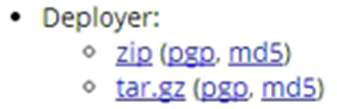 • Deployer:
o zip (pgp, md5)
o tar.gz (pgp, md5)